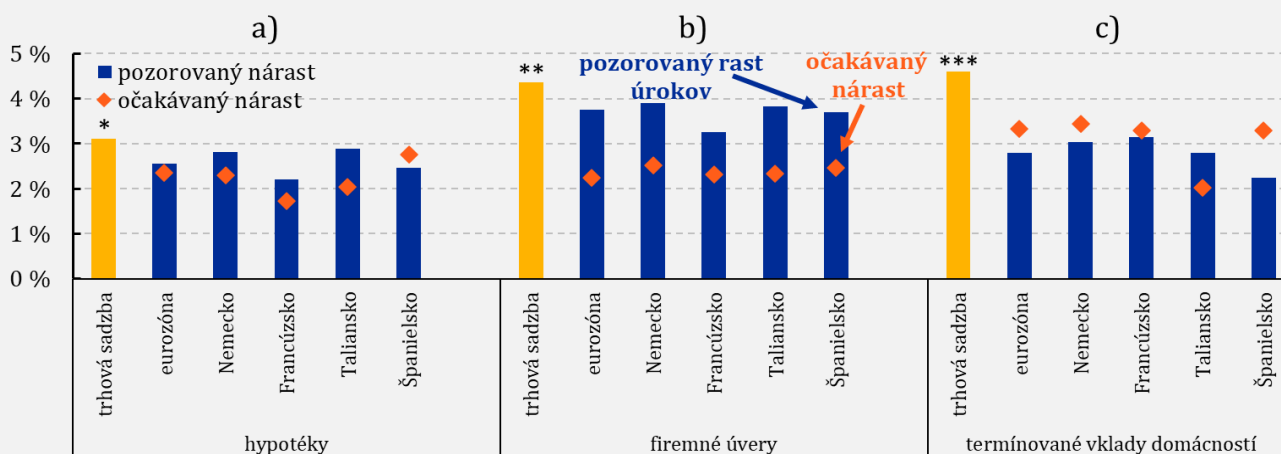 a)
b)
c)
5 %
4 %
3 %
2 %
1 %
0 %
pozorovaný nárast
očakávaný nárast
*
**
***
pozorovaný rast
úrokov
očakávaný
nárast
trhová sadzba
eurozóna
Nemecko
Francúzsko
Taliansko
Španielsko
trhová sadzba
eurozóna
Nemecko
Francúzsko
Taliansko
Španielsko
trhová sadzba
eurozóna
Nemecko
Francúzsko
Taliansko
Španielsko
hypotéky
firemné úvery
termínované vklady domácností